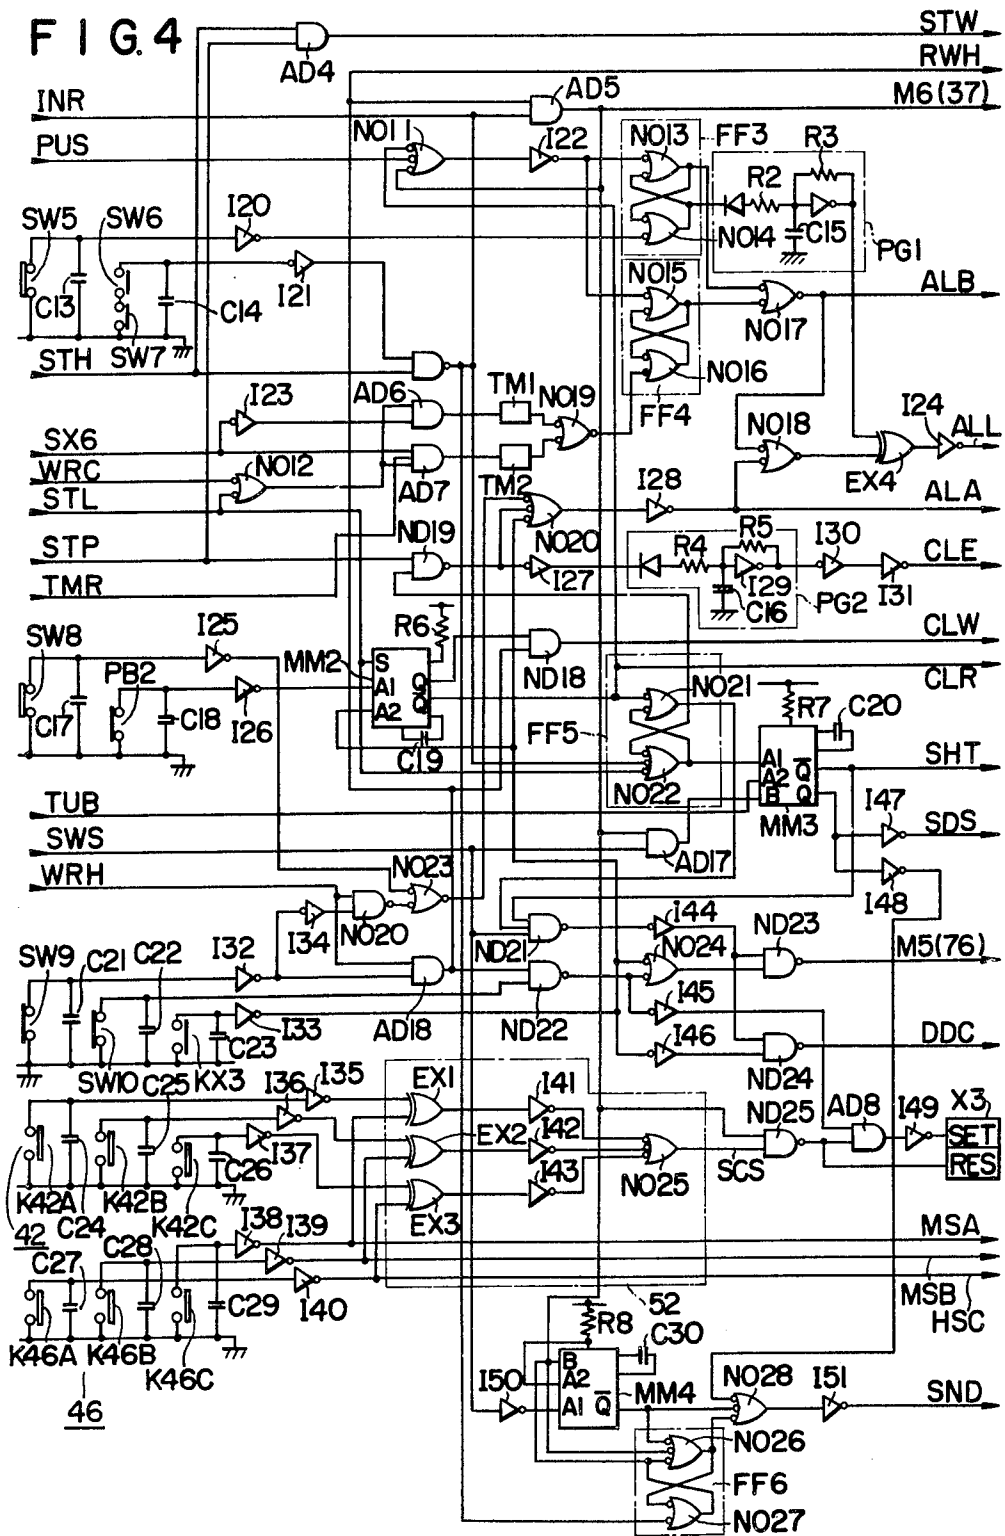 FIG.4
STW
AD4
RWH
INR
AD5
M6(37)
PUS
NO11
I22
NO13
FF3
R3
R2
SW5
SW6
I20
NO14
C15
PG1
C13
C14
I21
NO15
ALB
SW7
NO17
STH
NO16
AD6
TM1
NO19
FF4
I23
I24
SX6
NO18
ALL
WRC
NO12
AD7
TM2
EX4
STL
I28
ALA
ND19
NO20
R5
I30
STP
R4
CLE
TMR
I27
I29
C16
PG2
I31
R6
SW8
I25
CLW
MM2
S
PB2
A1
Q
ND18
CLR
A2
Q̅
NO21
R7
C20
C17
C18
I26
C19
FF5
A1
Q̅
SHT
NO22
A2
B
Q
TUB
MM3
I47
SDS
SWS
AD17
WRH
NO23
I48
I34
NO20
I44
ND23
SW9
C21
C22
I32
ND21
NO24
M5(76)
I33
AD18
ND22
I45
C23
I46
DDC
SW10
C25
KX3
ND24
I36
I35
EX1
I41
ND25
AD8
I49
X3
EX2
I42
SET
C26
I37
SCS
RES
K42A
K42B
I43
NO25
42
C24
K42C
EX3
I38
I39
MSA
C27
C28
I40
C29
52
MSB
HSC
R8
C30
K46A
K46B
K46C
B
A2
NO28
I51
I50
A1
Q̅
MM4
SND
46
NO26
FF6
NO27